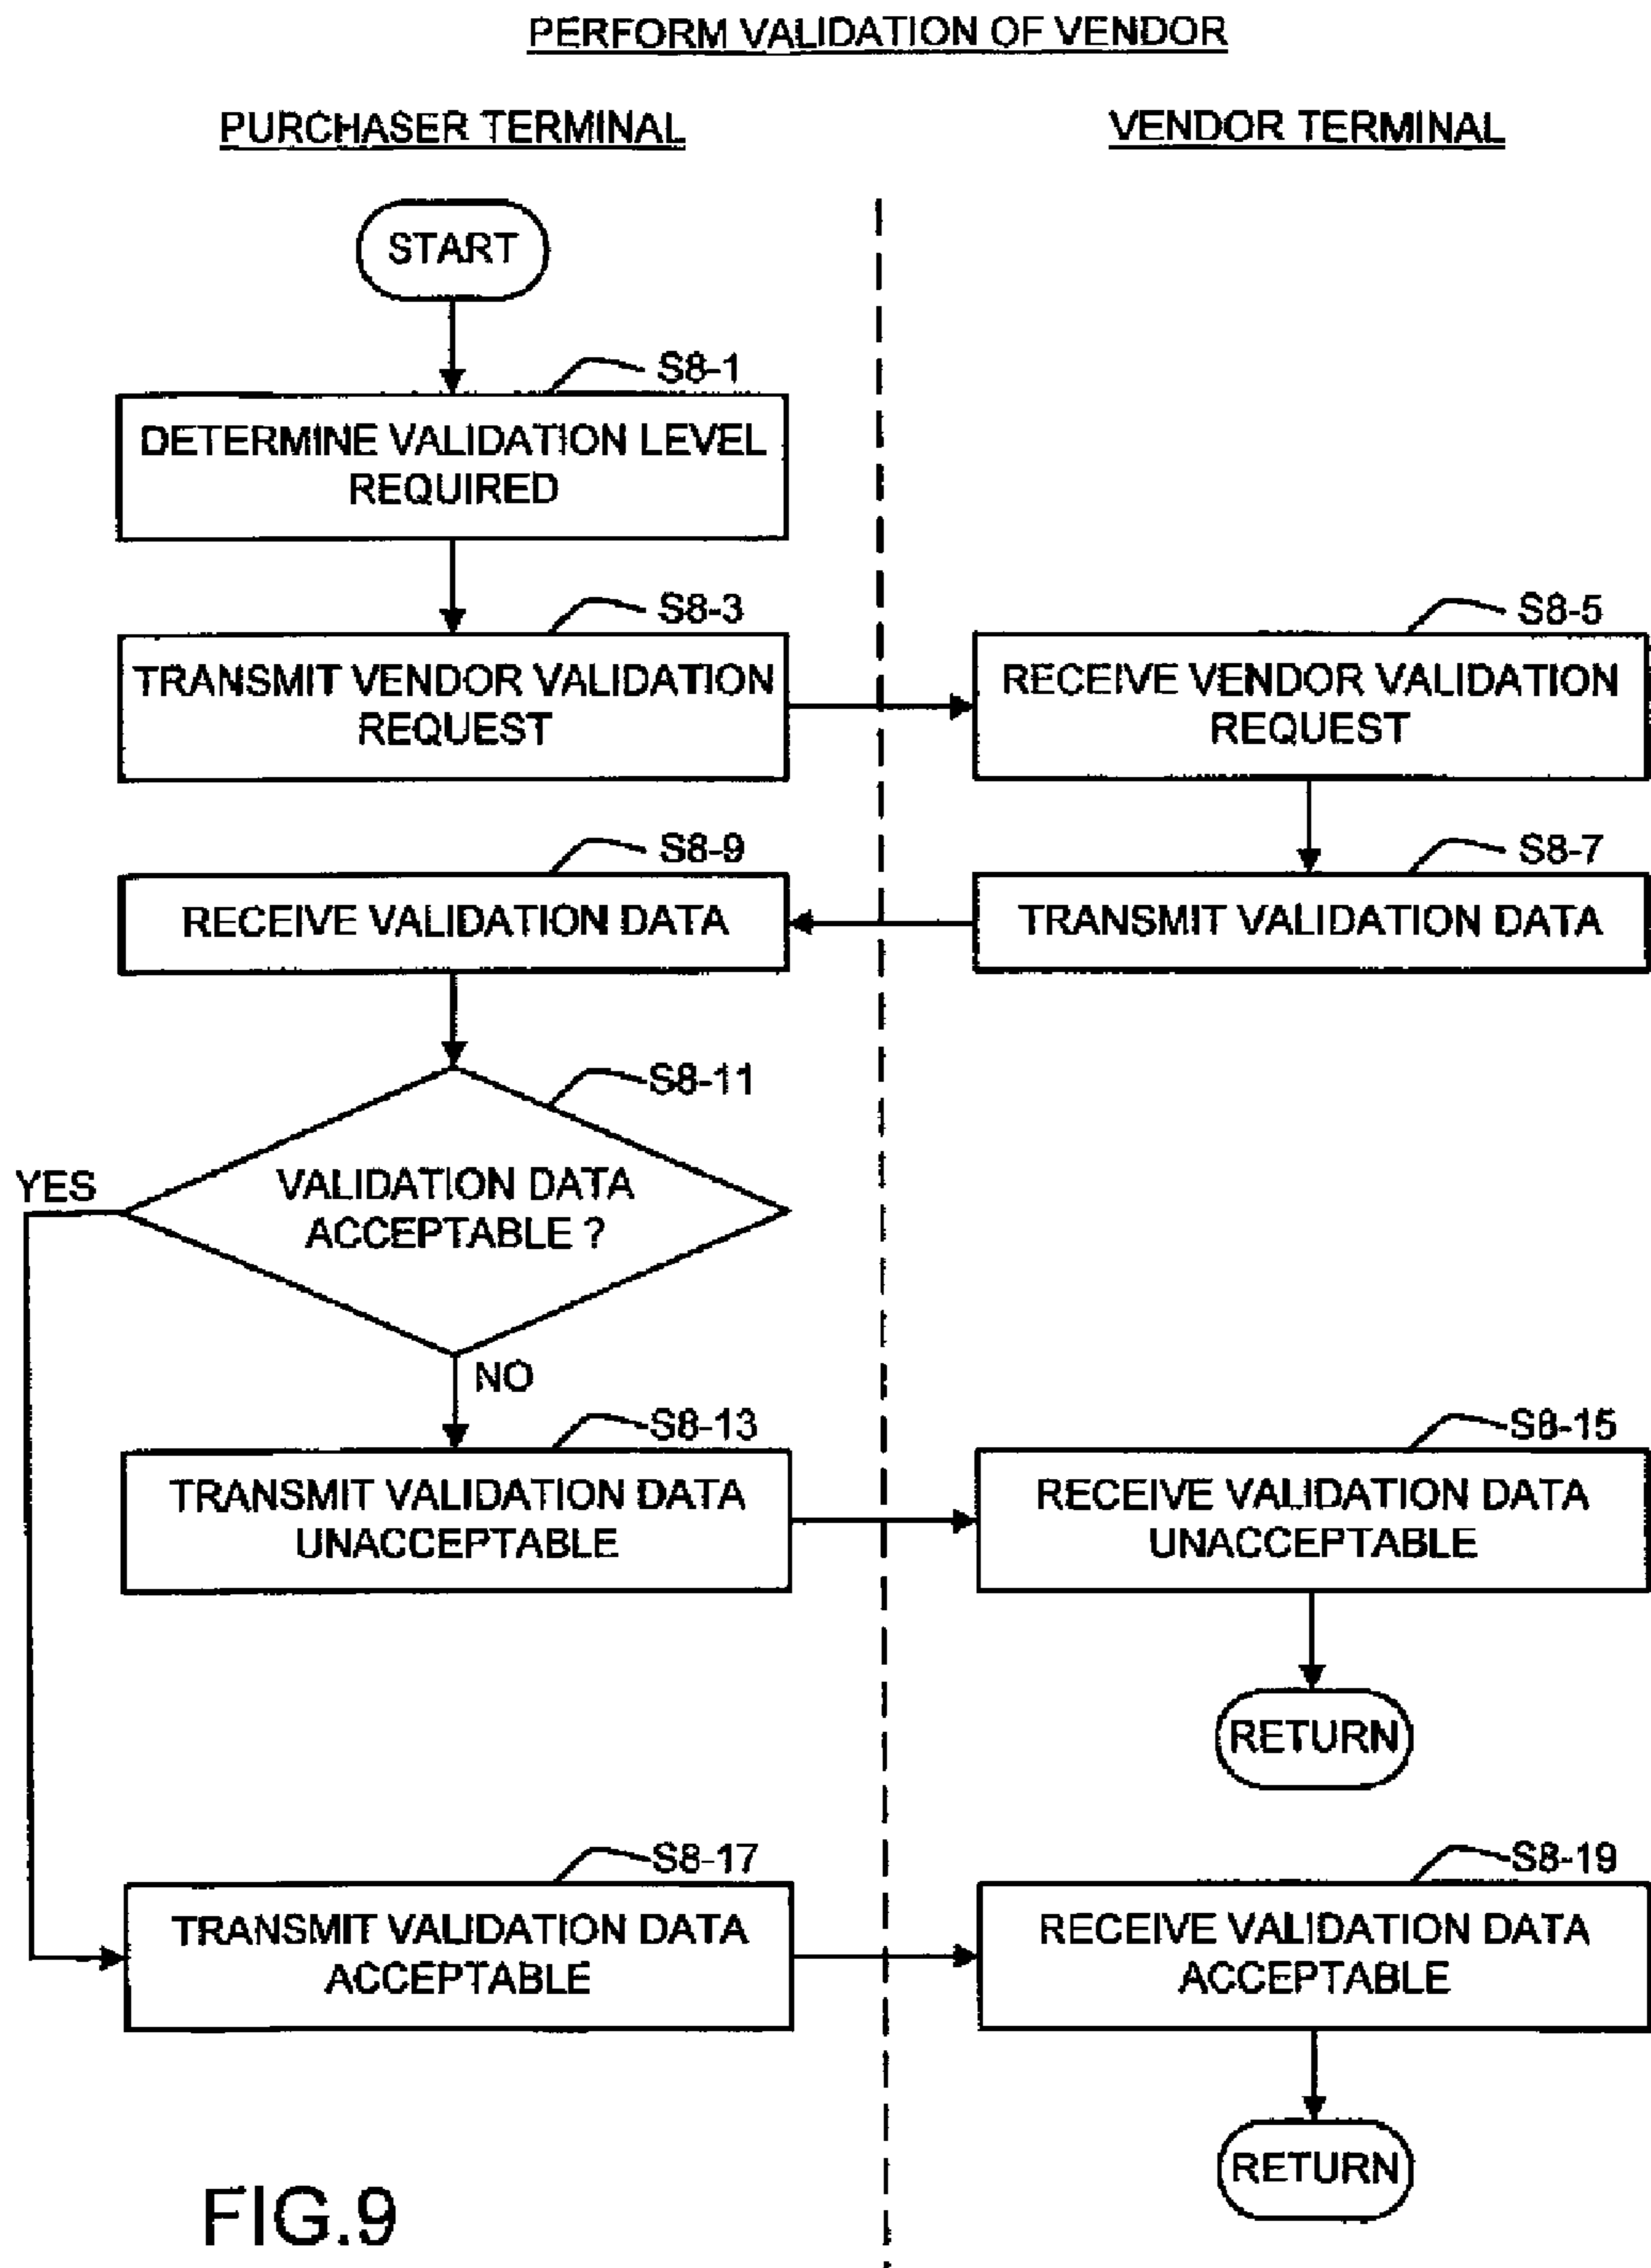 PERFORM VALIDATION OF VENDOR
PURCHASER TERMINAL
VENDOR TERMINAL
START
S8-1
DETERMINE VALIDATION LEVEL
REQUIRED
S8-3
TRANSMIT VENDOR VALIDATION
REQUEST
S8-5
RECEIVE VENDOR VALIDATION
REQUEST
S8-7
TRANSMIT VALIDATION DATA
S8-9
RECEIVE VALIDATION DATA
S8-11
VALIDATION DATA
ACCEPTABLE ?
YES
NO
S8-13
TRANSMIT VALIDATION DATA
UNACCEPTABLE
S8-15
RECEIVE VALIDATION DATA
UNACCEPTABLE
RETURN
S8-17
TRANSMIT VALIDATION DATA
ACCEPTABLE
S8-19
RECEIVE VALIDATION DATA
ACCEPTABLE
RETURN
FIG.9